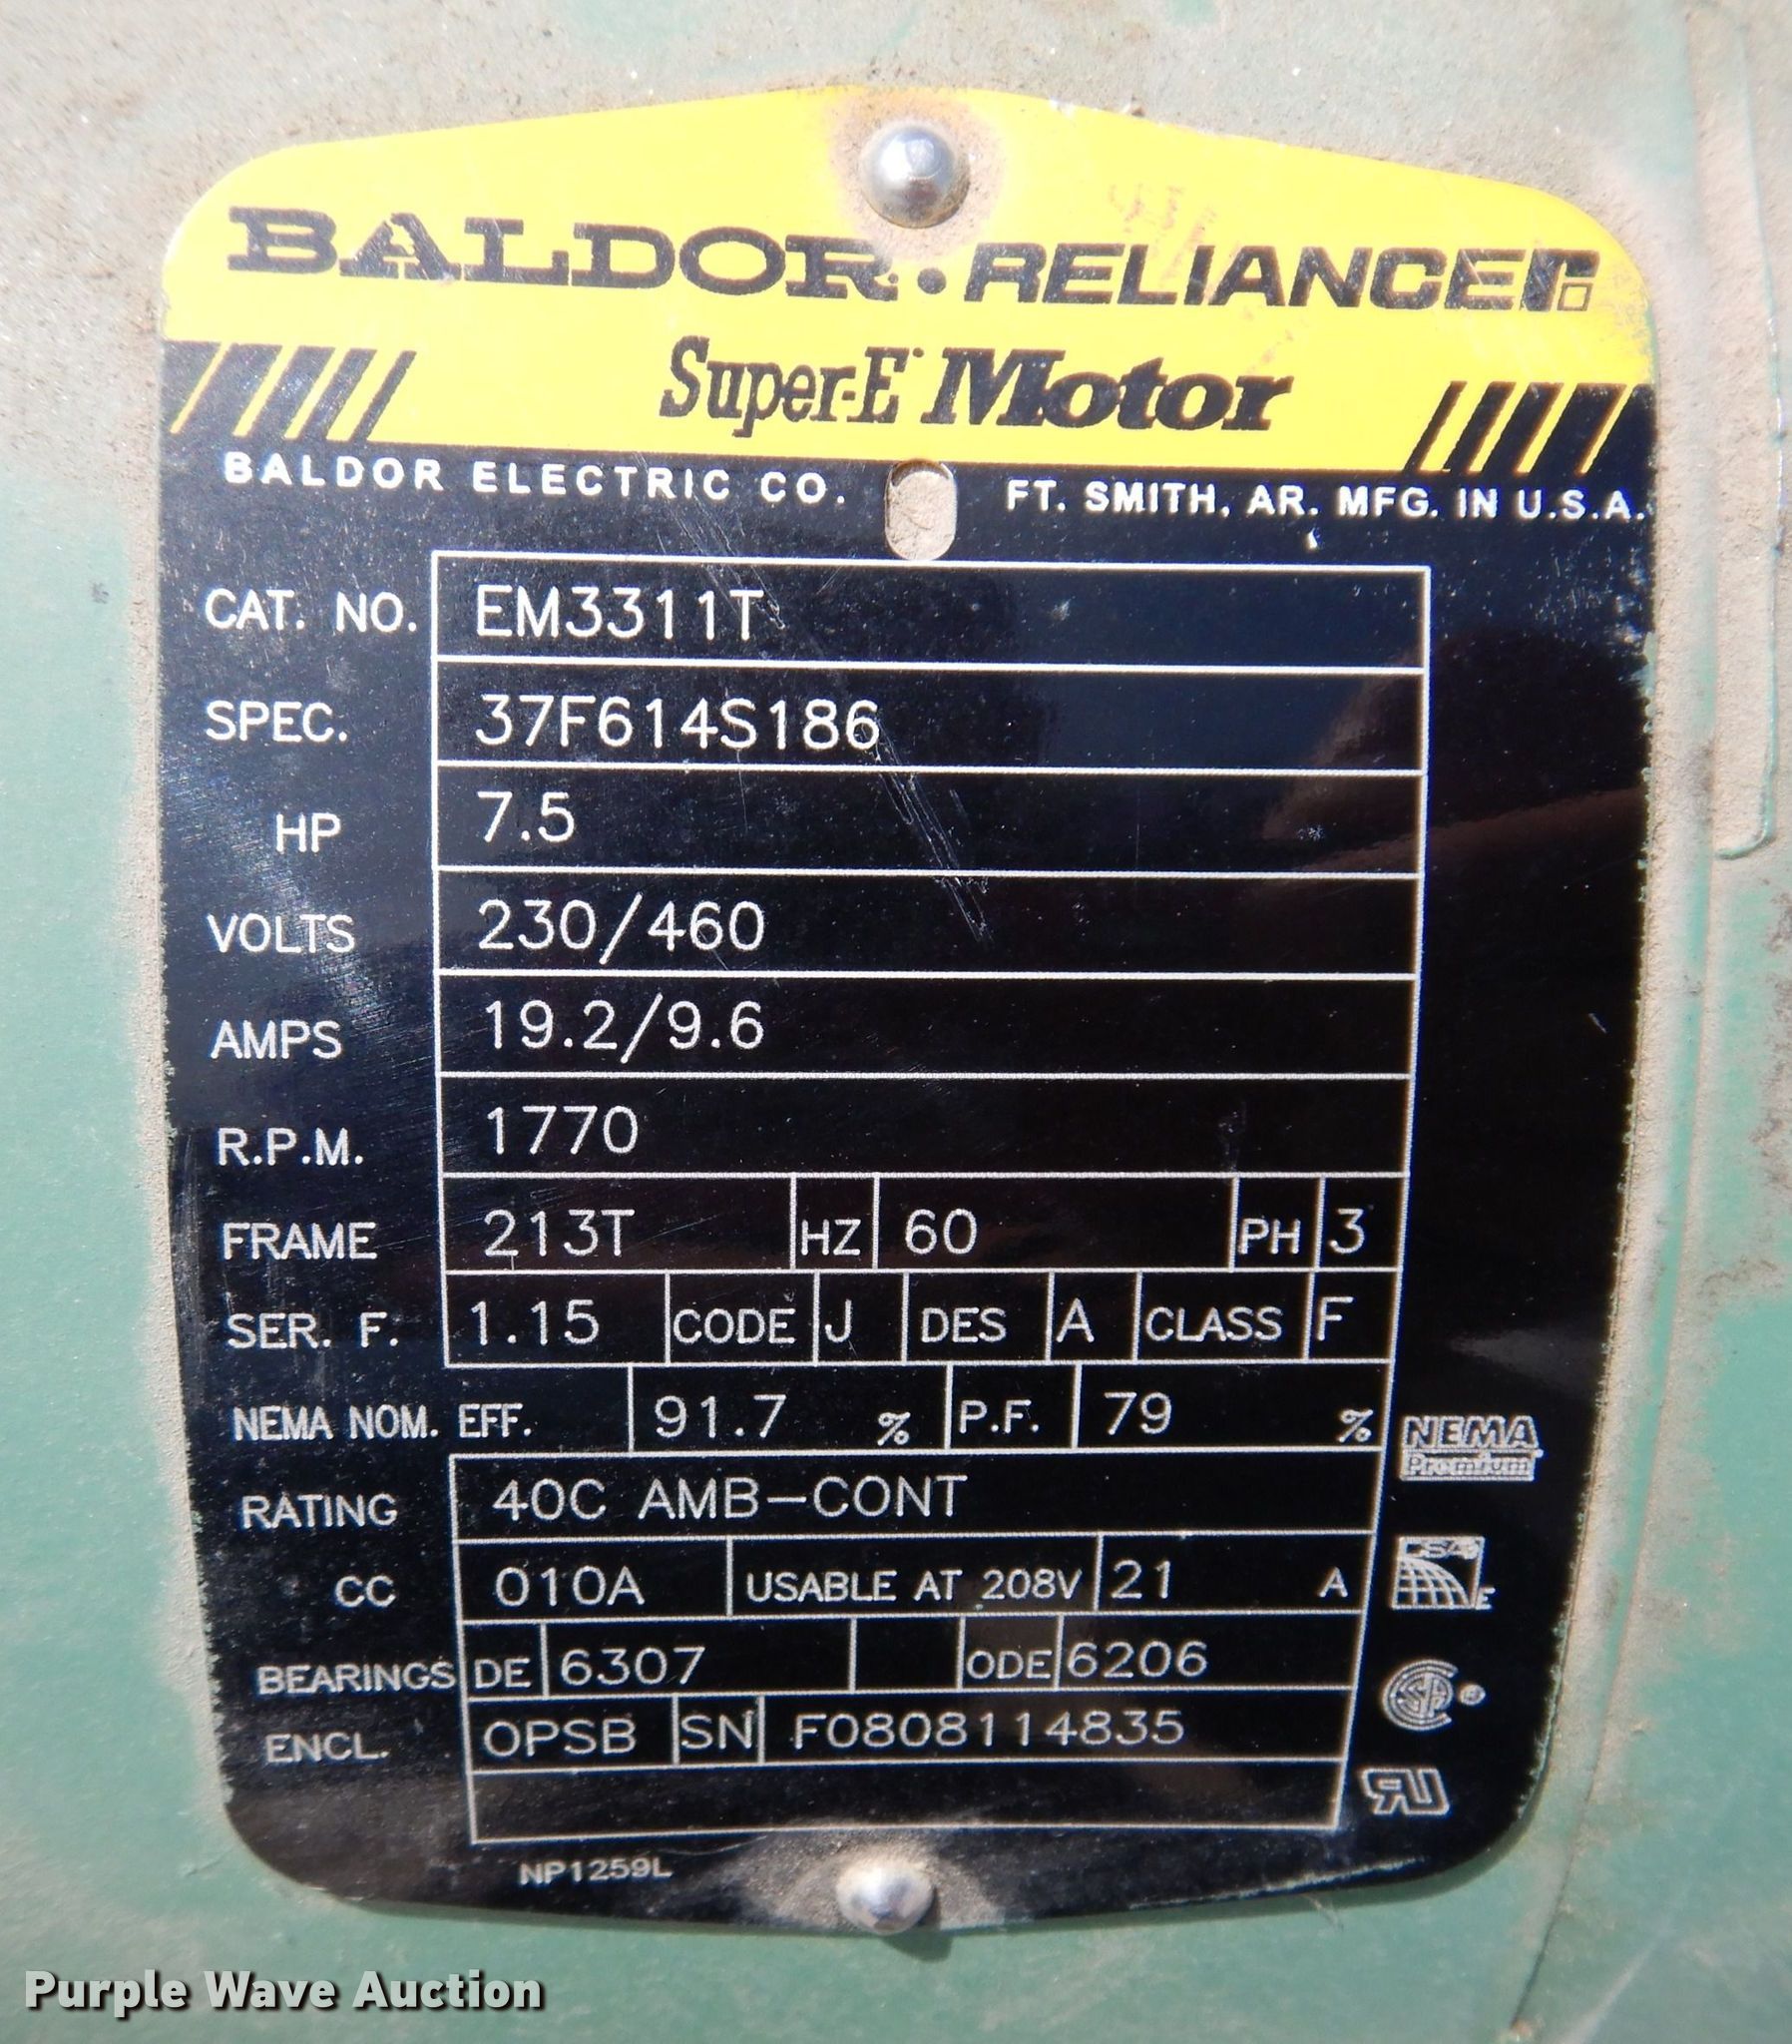 BALDOR • RELIANCE
Super-E Motor
BALDOR ELECTRIC CO. FT. SMITH, AR. MFG. IN U.S.A.
CAT. NO. EM3311T
SPEC. 37F614S186
HP 7.5
VOLTS 230/460
AMPS 19.2/9.6
R.P.M. 1770
FRAME 213T HZ 60 PH 3
SER. F. 1.15 CODE J DES A CLASS F
NEMA NOM. EFF. 91.7 % P.F. 79 %
NEMA
Premium
RATING 40C AMB-CONT
CC 010A USABLE AT 208V 21 A
E
BEARINGS DE 6307 ODE 6206
ENCL. OPSB SN F0808114835
NP1259L
Purple Wave Auction